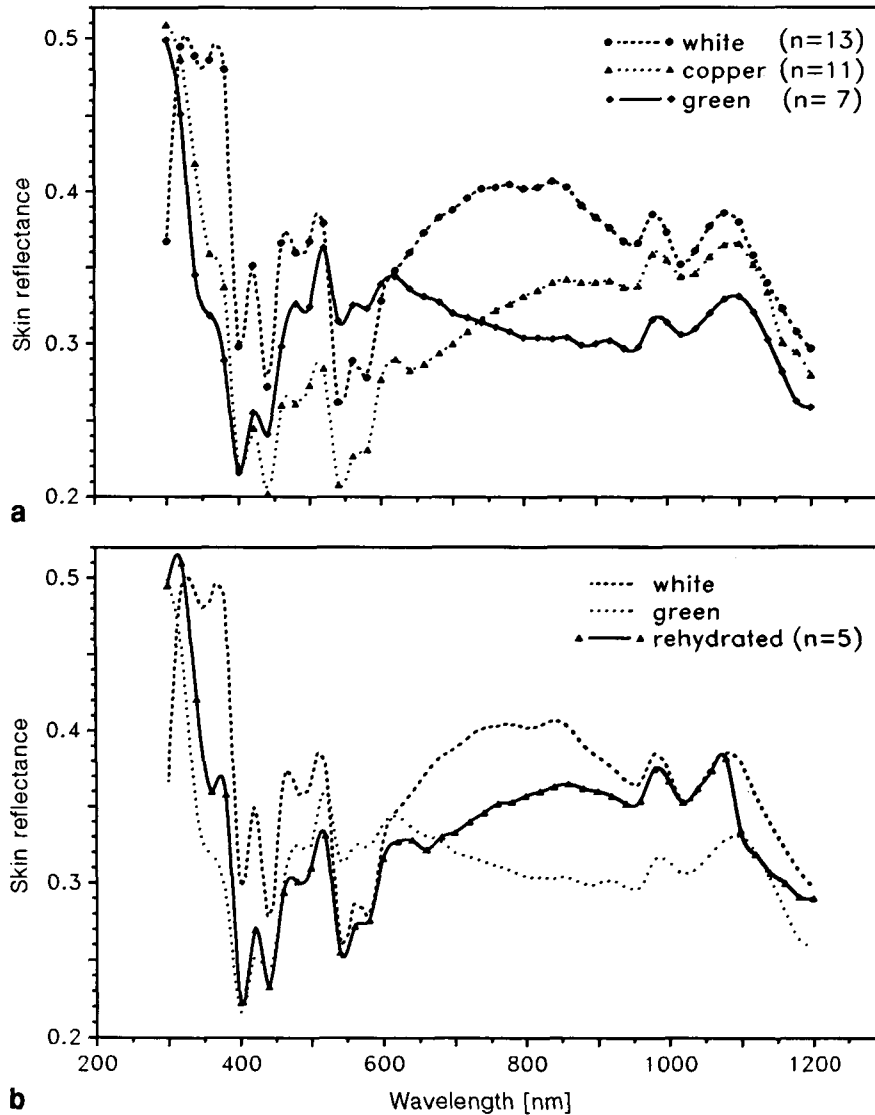 0.5
0.4
0.3
0.2
Skin reflectance
white (n=13)
copper (n=11)
green (n= 7)
a
0.5
0.4
0.3
0.2
Skin reflectance
white
green
rehydrated (n=5)
200 400 600 800 1000 1200
b
Wavelength [nm]